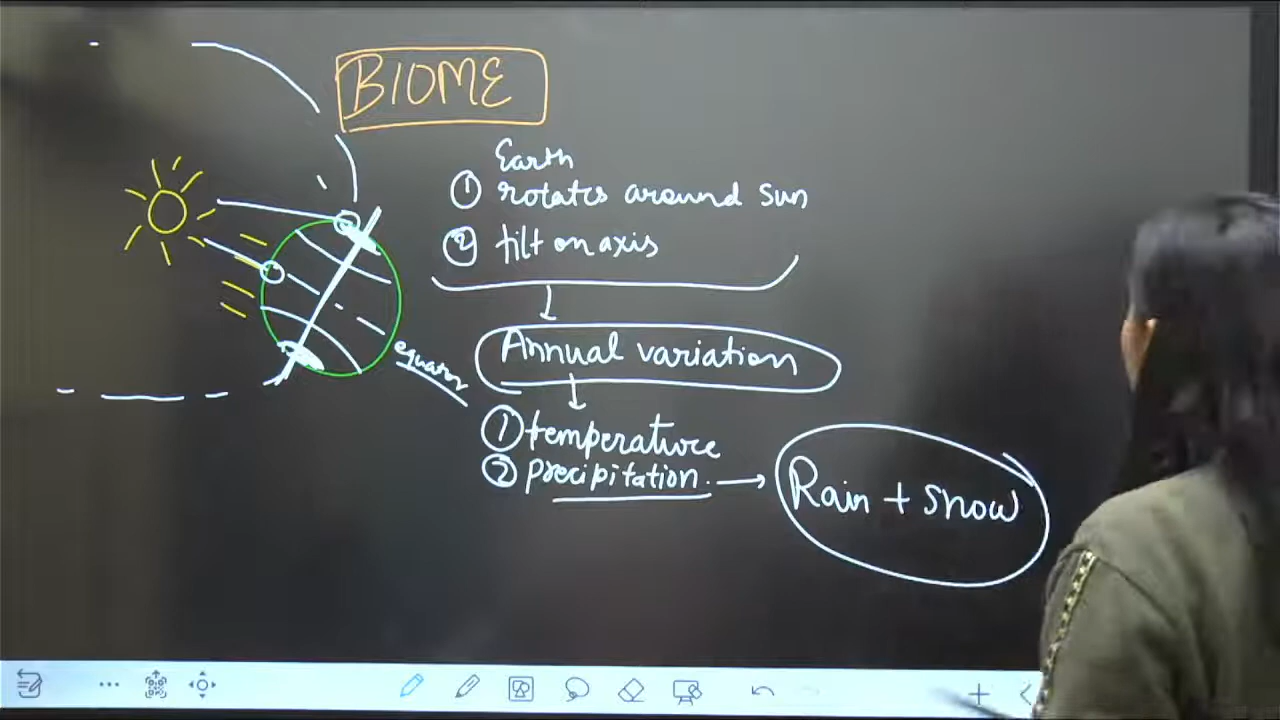 BIOME
Earth
① rotates around sun
② tilt on axis
Annual variation
equator
① temperature
② precipitation. → Rain + snow